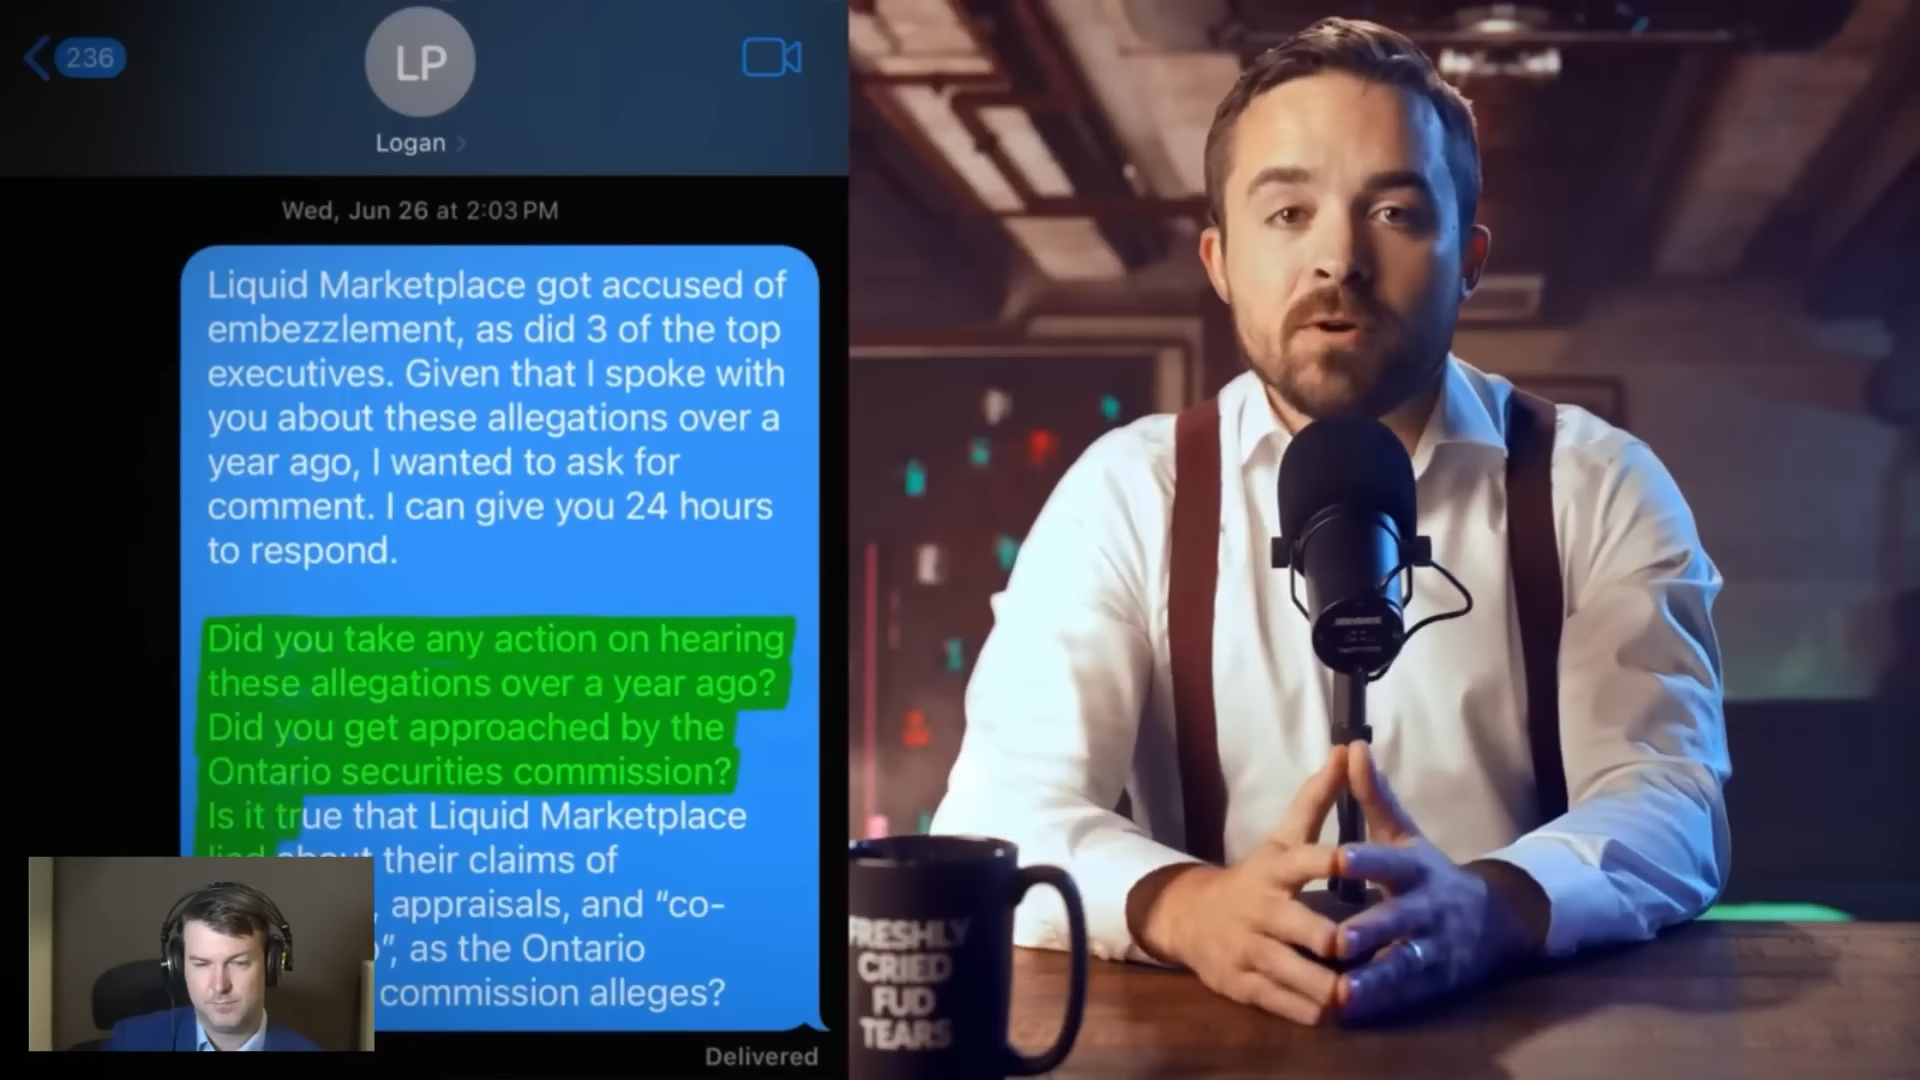 236
LP
Logan
Wed, Jun 26 at 2:03 PM
Liquid Marketplace got accused of
embezzlement, as did 3 of the top
executives. Given that I spoke with
you about these allegations over a
year ago, I wanted to ask for
comment. I can give you 24 hours
to respond.
Did you take any action on hearing
these allegations over a year ago?
Did you get approached by the
Ontario securities commission?
Is it true that Liquid Marketplace
lied about their claims of
, appraisals, and “co-
”, as the Ontario
commission alleges?
Delivered
FRESHLY
CRIED
FUD
TEARS